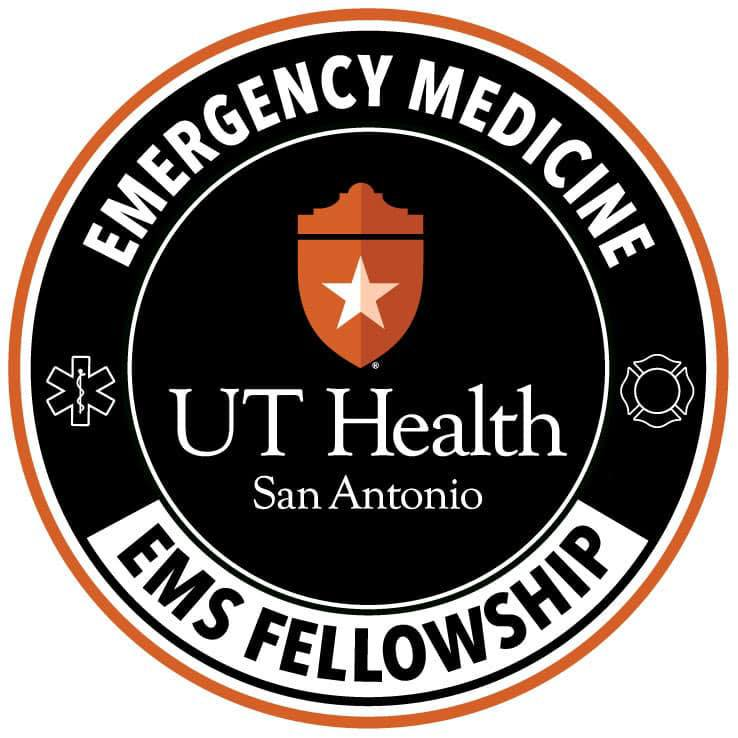 EMERGENCY MEDICINE
®
UT Health
San Antonio
EMS FELLOWSHIP